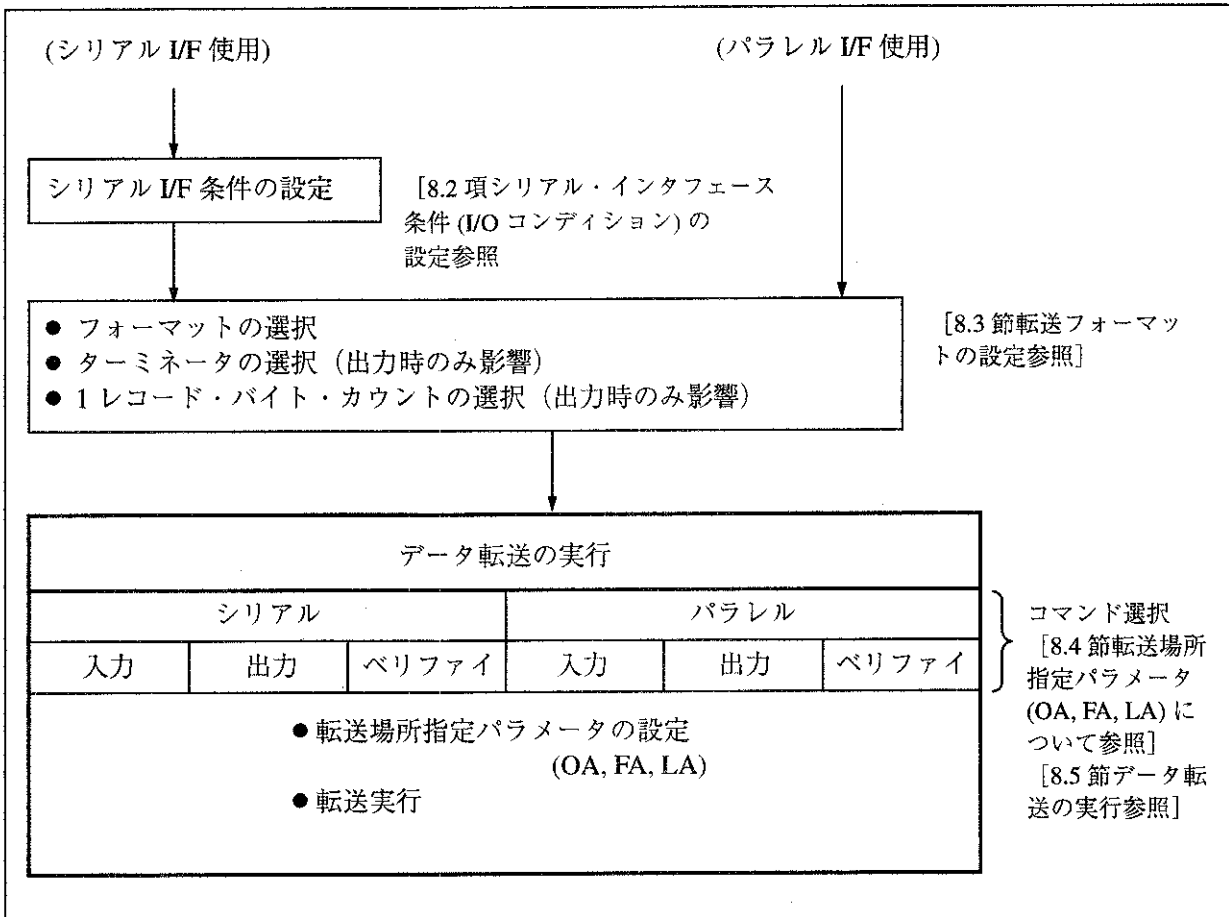 (シリアル I/F 使用)
(パラレル I/F 使用)
シリアル I/F 条件の設定
[8.2 項シリアル・インタフェース
条件 (I/O コンディション) の
設定参照
● フォーマットの選択
● ターミネータの選択（出力時のみ影響）
● 1 レコード・バイト・カウントの選択（出力時のみ影響）
[8.3 節転送フォーマッ
トの設定参照]
データ転送の実行
シリアル
パラレル
入力
出力
ベリファイ
入力
出力
ベリファイ
● 転送場所指定パラメータの設定
(OA, FA, LA)
● 転送実行
コマンド選択
[8.4 節転送場所
指定パラメータ
(OA, FA, LA) に
ついて参照]
[8.5 節データ転
送の実行参照]